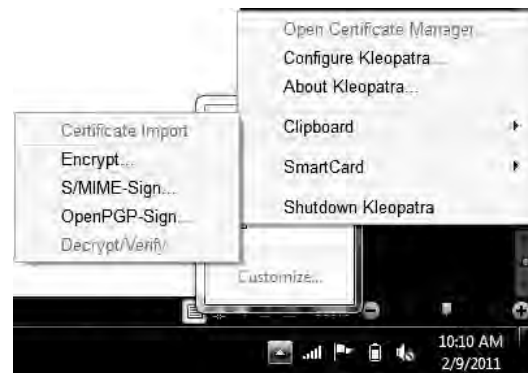 Open Certificate Manager...
Configure Kleopatra...
About Kleopatra...
Clipboard
SmartCard
Shutdown Kleopatra
Certificate Import
Encrypt...
S/MIME-Sign...
OpenPGP-Sign...
Decrypt/Verify
Customize...
10:10 AM
2/9/2011